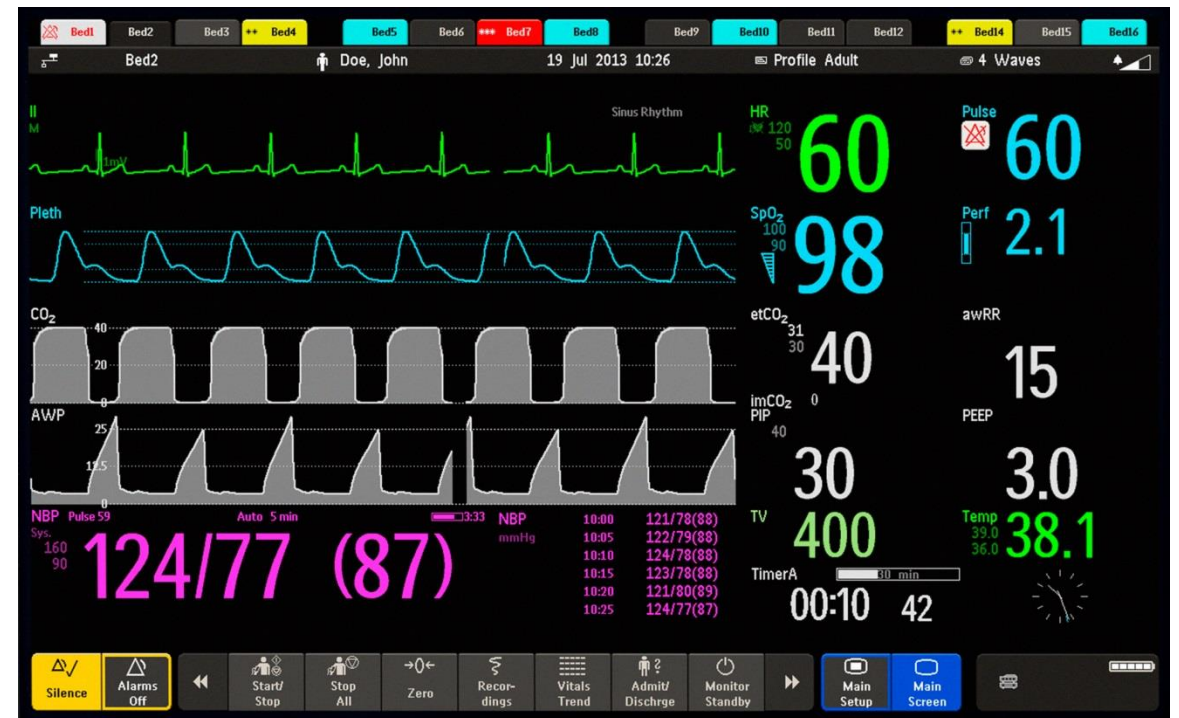 Bed1 Bed2 Bed3 ** Bed4 Bed5 Bed6 *** Bed7 Bed8 Bed9 Bed10 Bed11 Bed12 ** Bed14 Bed15 Bed16
Bed2 Doe, John 19 Jul 2013 10:26 Profile Adult 4 Waves
II
M
1mV
Sinus Rhythm
HR
120
50
60
Pulse
60
Pleth
SpO₂
100
90
98
Perf
2.1
CO₂
40
20
0
etCO₂
31
30
40
imCO₂ 0
awRR
15
AWP
25
12.5
0
PIP
40
30
PEEP
3.0
NBP Pulse 59 Auto 5 min 3:33
Sys.
160
90
124/77 (87)
NBP 10:00 121/78(88)
mmHg 10:05 122/79(88)
10:10 124/78(88)
10:15 123/78(88)
10:20 121/80(89)
10:25 124/77(87)
TV
400
Temp
39.0
36.0
38.1
TimerA 30 min
00:10 42
Silence
Alarms
Off
Start/
Stop
Stop
All
→0←
Zero
Recor-
dings
Vitals
Trend
Admit/
Dischrge
Monitor
Standby
Main
Setup
Main
Screen